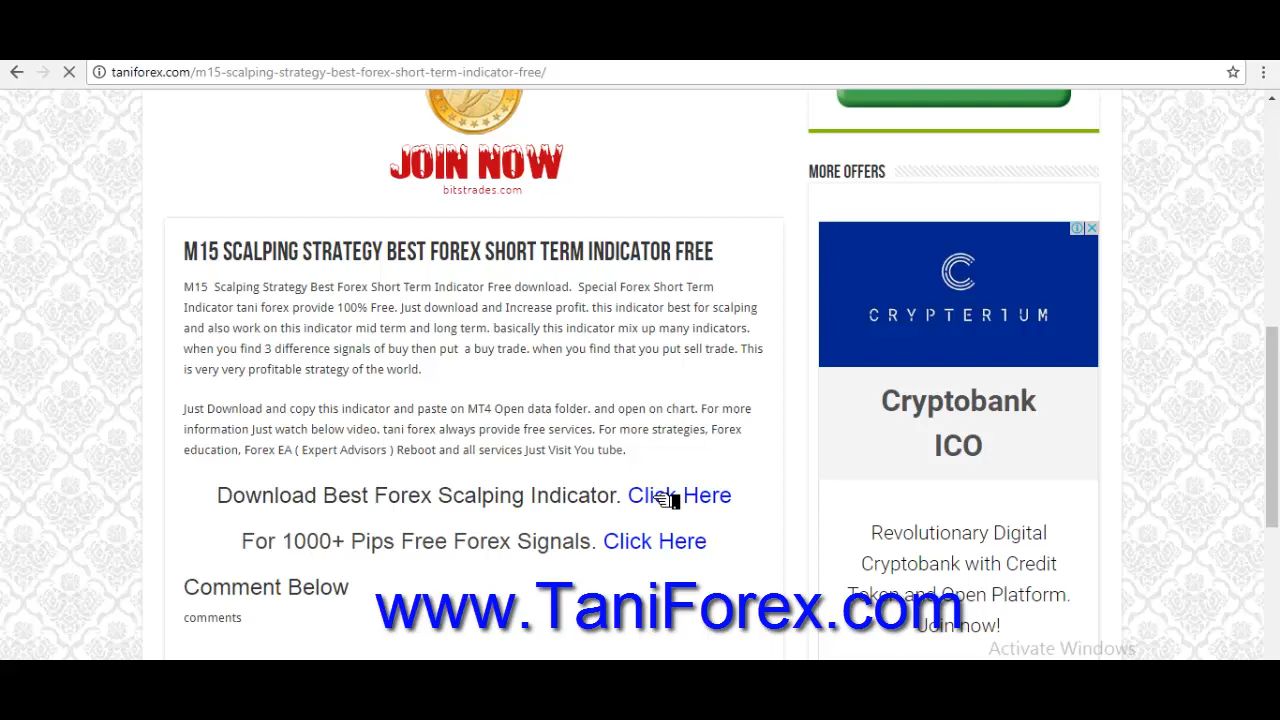 taniforex.com/m15-scalping-strategy-best-forex-short-term-indicator-free/
JOIN NOW
bitstrades.com
MORE OFFERS
M15 SCALPING STRATEGY BEST FOREX SHORT TERM INDICATOR FREE
M15 Scalping Strategy Best Forex Short Term Indicator Free download. Special Forex Short Term
Indicator tani forex provide 100% Free. Just download and Increase profit. this indicator best for scalping
and also work on this indicator mid term and long term. basically this indicator mix up many indicators.
when you find 3 difference signals of buy then put a buy trade. when you find that you put sell trade. This
is very very profitable strategy of the world.
Just Download and copy this indicator and paste on MT4 Open data folder. and open on chart. For more
information Just watch below video. tani forex always provide free services. For more strategies, Forex
education, Forex EA ( Expert Advisors ) Reboot and all services Just Visit You tube.
Download Best Forex Scalping Indicator. Click Here
For 1000+ Pips Free Forex Signals. Click Here
Comment Below
comments
www.TaniForex.com
CRYPTERIUM
Cryptobank
ICO
Revolutionary Digital
Cryptobank with Credit
Token and Open Platform.
Join now!
Activate Windows